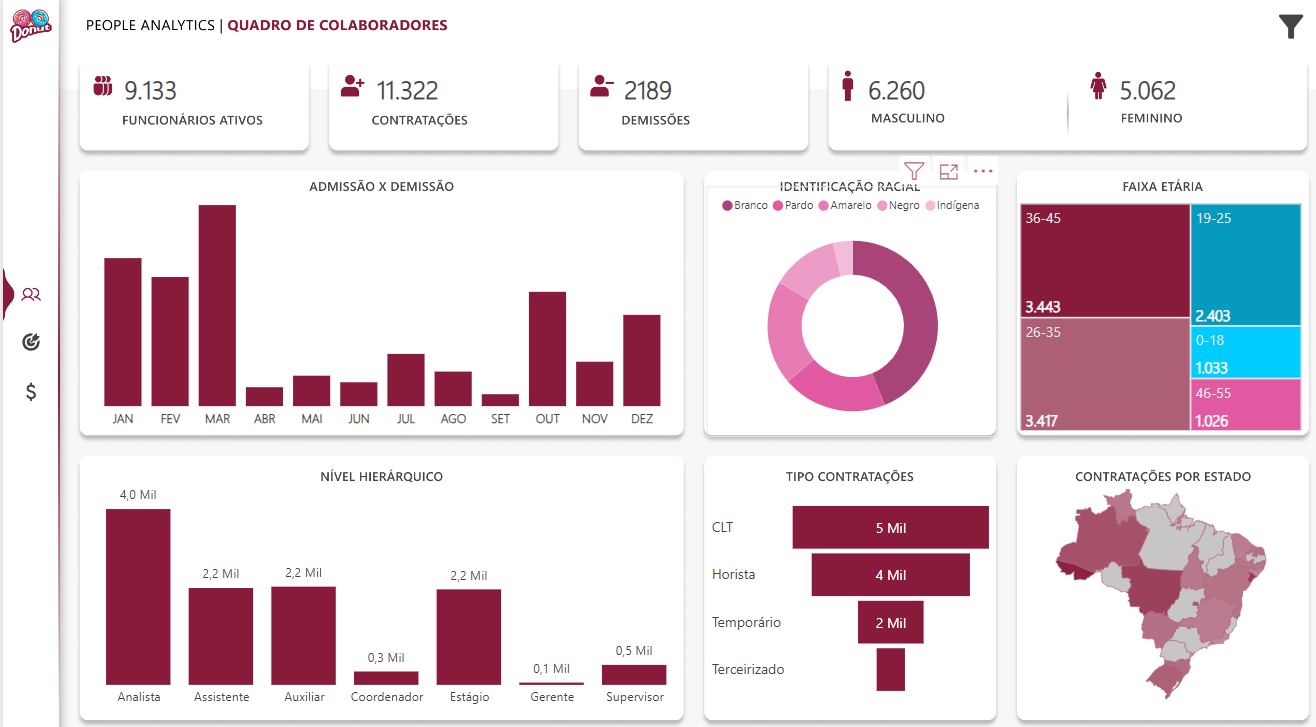 Donut
PEOPLE ANALYTICS | QUADRO DE COLABORADORES
9.133
FUNCIONÁRIOS ATIVOS
11.322
CONTRATAÇÕES
2189
DEMISSÕES
6.260
MASCULINO
5.062
FEMININO
ADMISSÃO X DEMISSÃO
JAN FEV MAR ABR MAI JUN JUL AGO SET OUT NOV DEZ
IDENTIFICAÇÃO RACIAL
Branco Pardo Amarelo Negro Indígena
FAIXA ETÁRIA
36-45
3.443
26-35
3.417
19-25
2.403
0-18
1.033
46-55
1.026
NÍVEL HIERÁRQUICO
4,0 Mil 2,2 Mil 2,2 Mil 0,3 Mil 2,2 Mil 0,1 Mil 0,5 Mil
Analista Assistente Auxiliar Coordenador Estágio Gerente Supervisor
TIPO CONTRATAÇÕES
CLT 5 Mil
Horista 4 Mil
Temporário 2 Mil
Terceirizado
CONTRATAÇÕES POR ESTADO